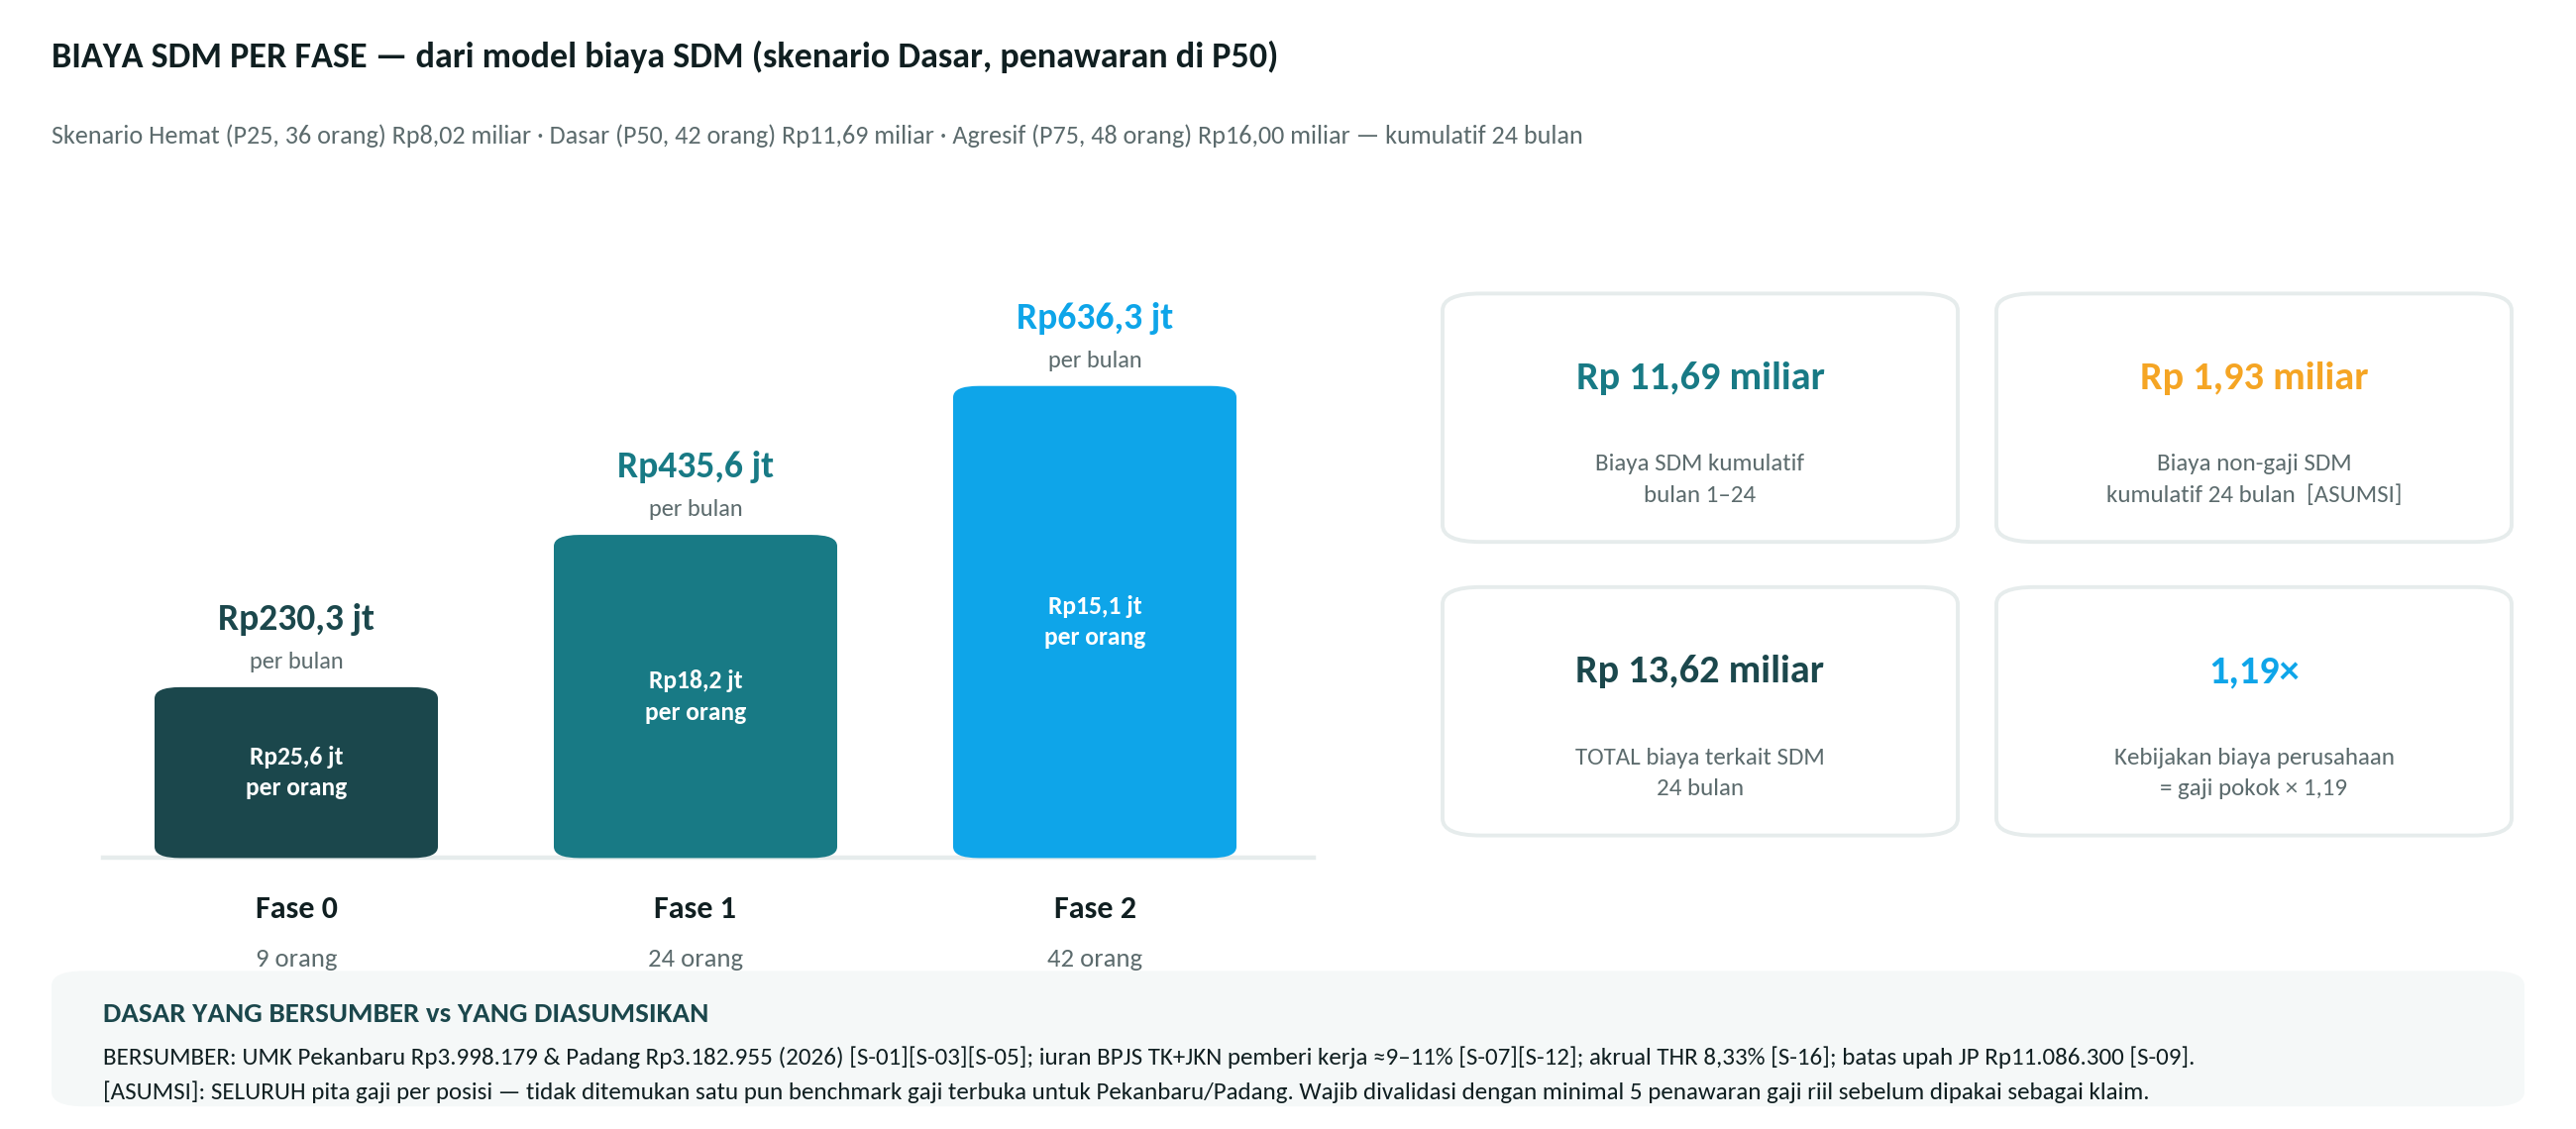 BIAYA SDM PER FASE — dari model biaya SDM (skenario Dasar, penawaran di P50)
Skenario Hemat (P25, 36 orang) Rp8,02 miliar · Dasar (P50, 42 orang) Rp11,69 miliar · Agresif (P75, 48 orang) Rp16,00 miliar — kumulatif 24 bulan
Rp230,3 jt
per bulan
Rp25,6 jt
per orang
Fase 0
9 orang
Rp435,6 jt
per bulan
Rp18,2 jt
per orang
Fase 1
24 orang
Rp636,3 jt
per bulan
Rp15,1 jt
per orang
Fase 2
42 orang
Rp 11,69 miliar
Biaya SDM kumulatif
bulan 1–24
Rp 1,93 miliar
Biaya non-gaji SDM
kumulatif 24 bulan [ASUMSI]
Rp 13,62 miliar
TOTAL biaya terkait SDM
24 bulan
1,19×
Kebijakan biaya perusahaan
= gaji pokok × 1,19
DASAR YANG BERSUMBER vs YANG DIASUMSIKAN
BERSUMBER: UMK Pekanbaru Rp3.998.179 & Padang Rp3.182.955 (2026) [S-01][S-03][S-05]; iuran BPJS TK+JKN pemberi kerja ≈9–11% [S-07][S-12]; akrual THR 8,33% [S-16]; batas upah JP Rp11.086.300 [S-09].
[ASUMSI]: SELURUH pita gaji per posisi — tidak ditemukan satu pun benchmark gaji terbuka untuk Pekanbaru/Padang. Wajib divalidasi dengan minimal 5 penawaran gaji riil sebelum dipakai sebagai klaim.